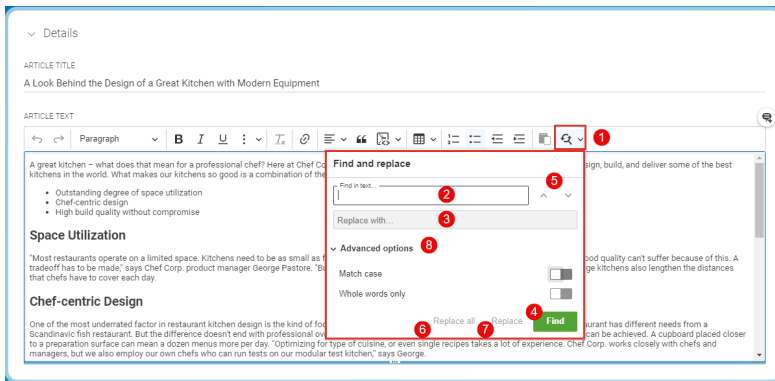 Details
ARTICLE TITLE
A Look Behind the Design of a Great Kitchen with Modern Equipment
ARTICLE TEXT
Paragraph B I U Tx 1
A great kitchen – what does that mean for a professional chef? Here at Chef Co sign, build, and deliver some of the best
kitchens in the world. What makes our kitchens so good is a combination of the
Outstanding degree of space utilization
Chef-centric design
High build quality without compromise
Space Utilization
"Most restaurants operate on a limited space. Kitchens need to be as small as f ood quality can't suffer because of this. A
tradeoff has to be made," says Chef Corp. product manager George Pastore. "Bu ge kitchens also lengthen the distances
that chefs have to cover each day.
Chef-centric Design
One of the most underrated factor in restaurant kitchen design is the kind of foo urant has different needs from a
Scandinavic fish restaurant. But the difference doesn't end with professional ov can be achieved. A cupboard placed closer
to a preparation surface can mean a dozen menus more per day. "Optimizing for type of cuisine, or even single recipes takes a lot of experience. Chef Corp. works closely with chefs and
managers, but we also employ our own chefs who can run tests on our modular test kitchen," says George.
Find and replace
5
Find in text...
2
Replace with...
3
Advanced options 8
Match case
Whole words only
4
6 Replace all 7 Replace Find